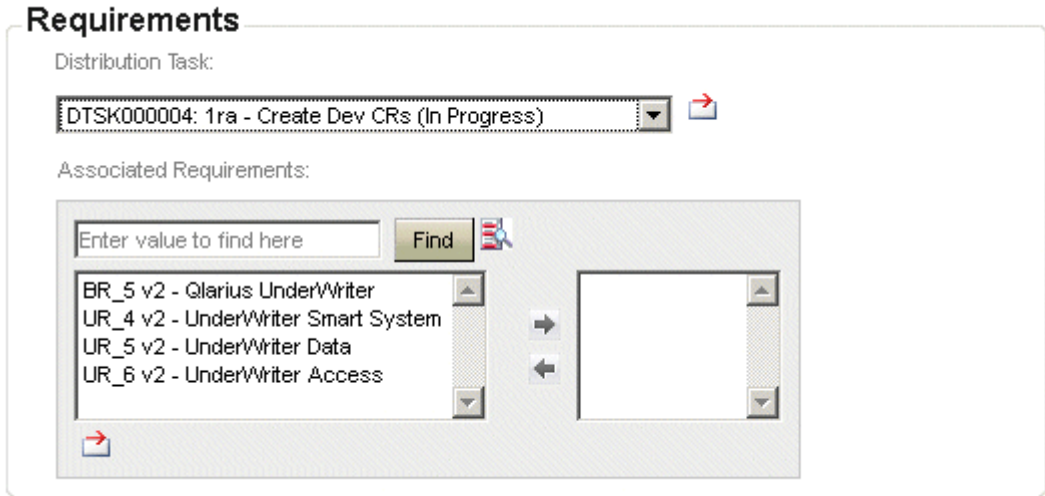 Requirements
Distribution Task:
DTSK000004: 1ra - Create Dev CRs (In Progress)
Associated Requirements:
Enter value to find here
Find
BR_5 v2 - Qlarius UnderWriter
UR_4 v2 - UnderWriter Smart System
UR_5 v2 - UnderWriter Data
UR_6 v2 - UnderWriter Access